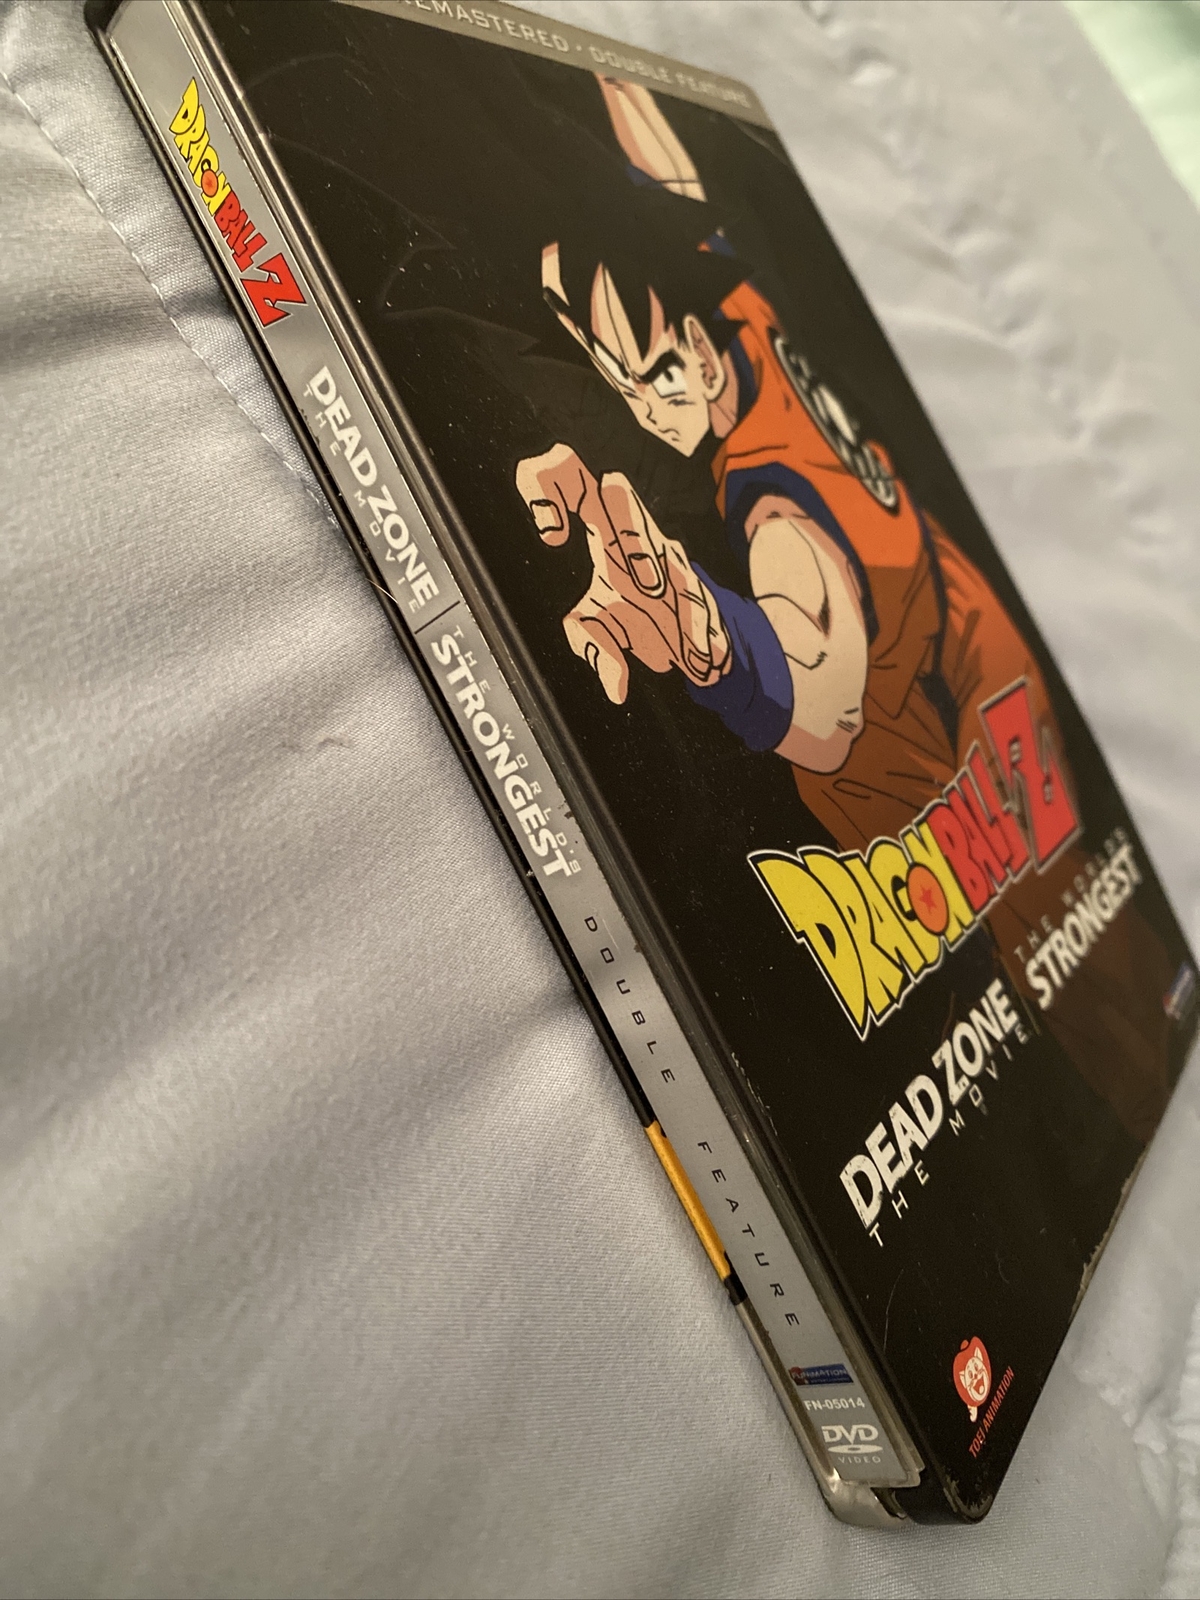 REMASTERED · DOUBLE FEATURE
DRAGON BALL Z
DEAD ZONE
THE MOVIE
THE WORLD'S
STRONGEST
DOUBLE FEATURE
FUNIMATION
FN-05014
DVD
VIDEO
DRAGON BALL Z
DEAD ZONE
THE MOVIE
THE WORLD'S
STRONGEST
TOEI ANIMATION